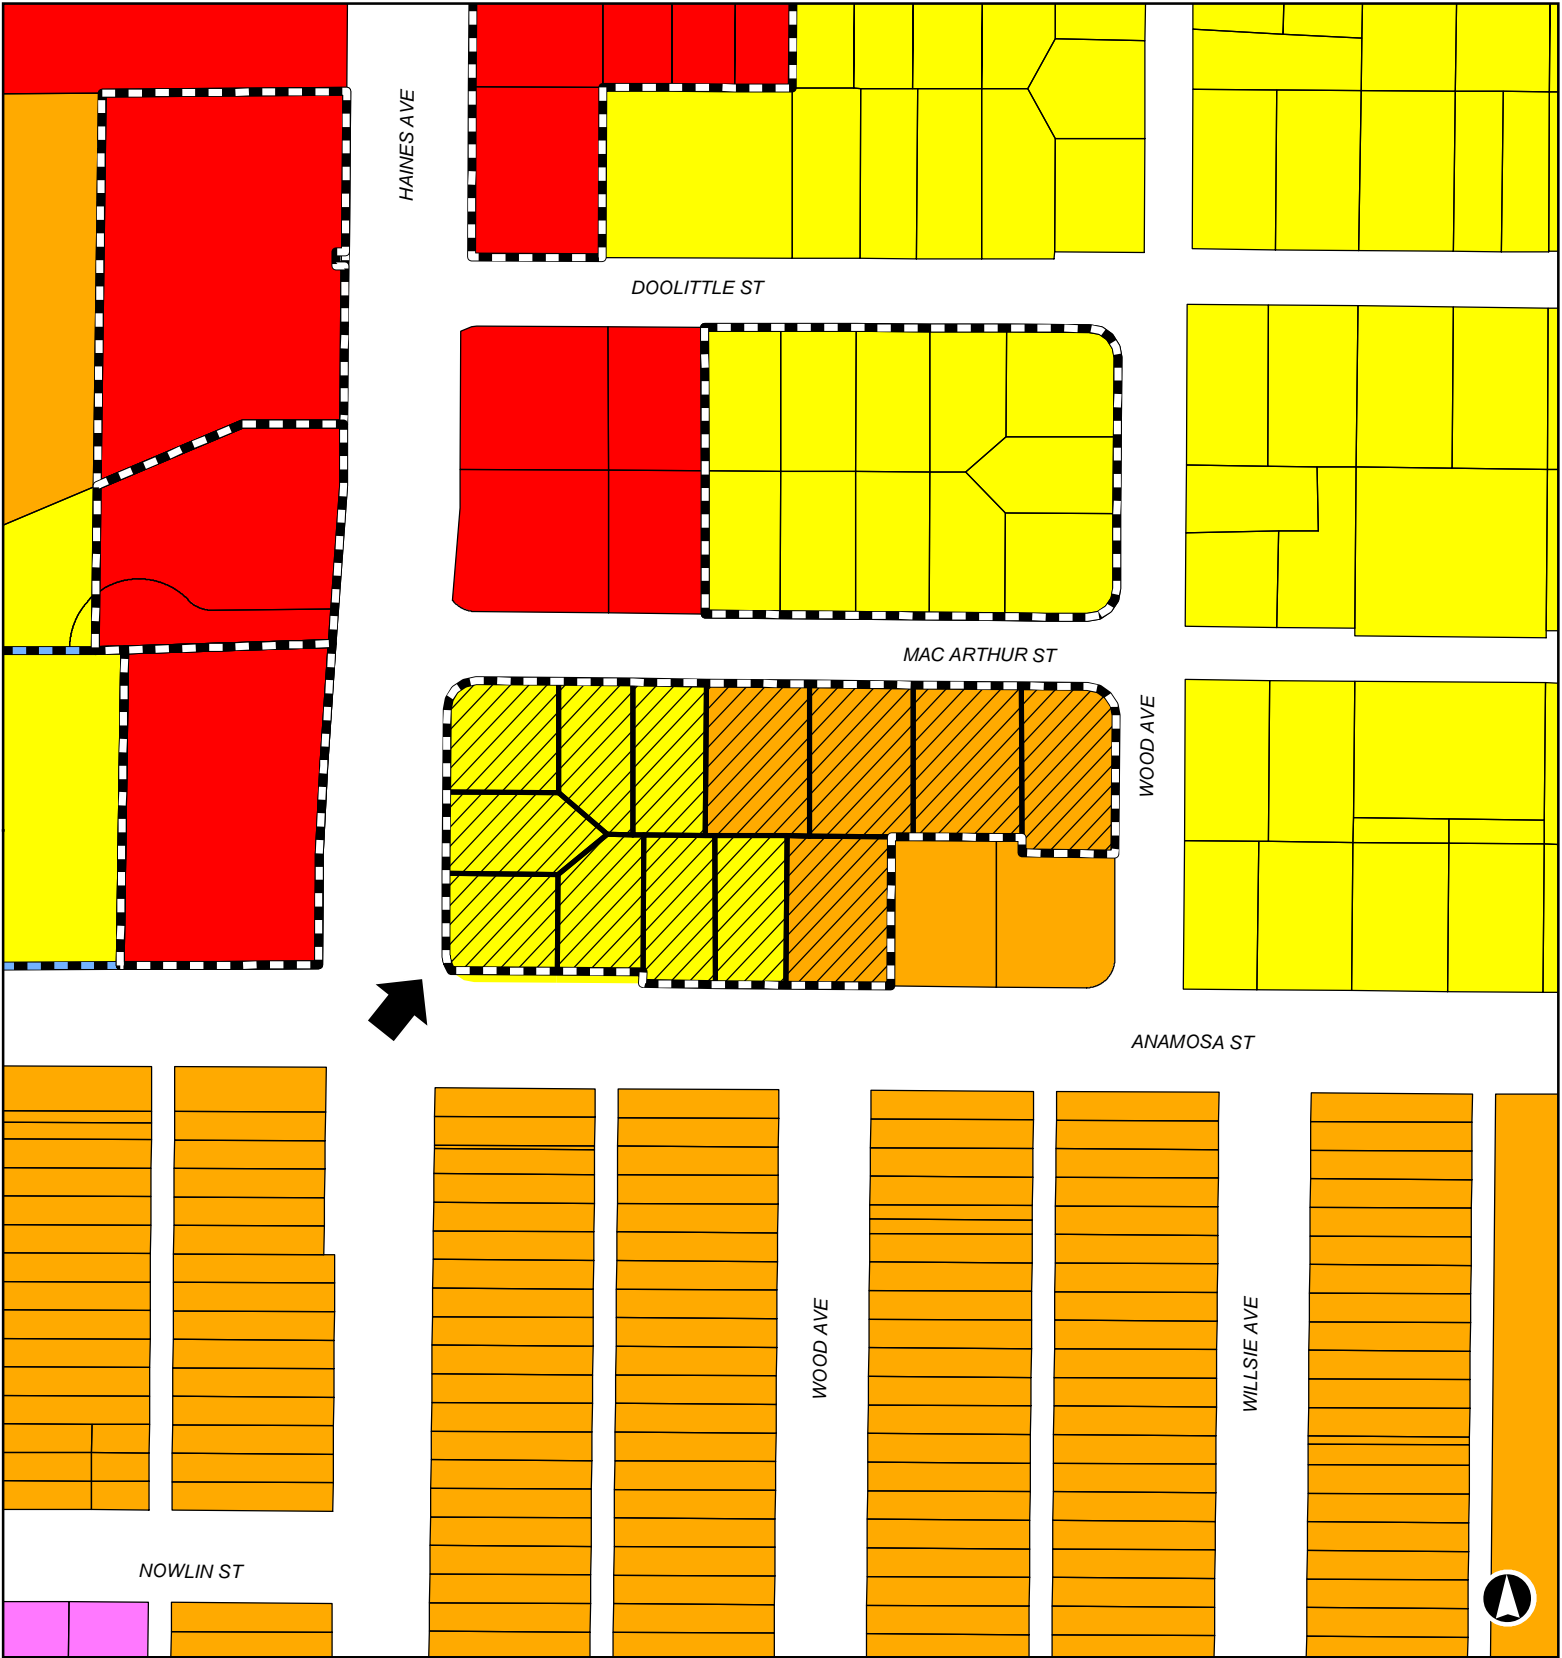 HAINES AVE
DOOLITTLE ST
MAC ARTHUR ST
WOOD AVE
ANAMOSA ST
WOOD AVE
WILLSIE AVE
NOWLIN ST